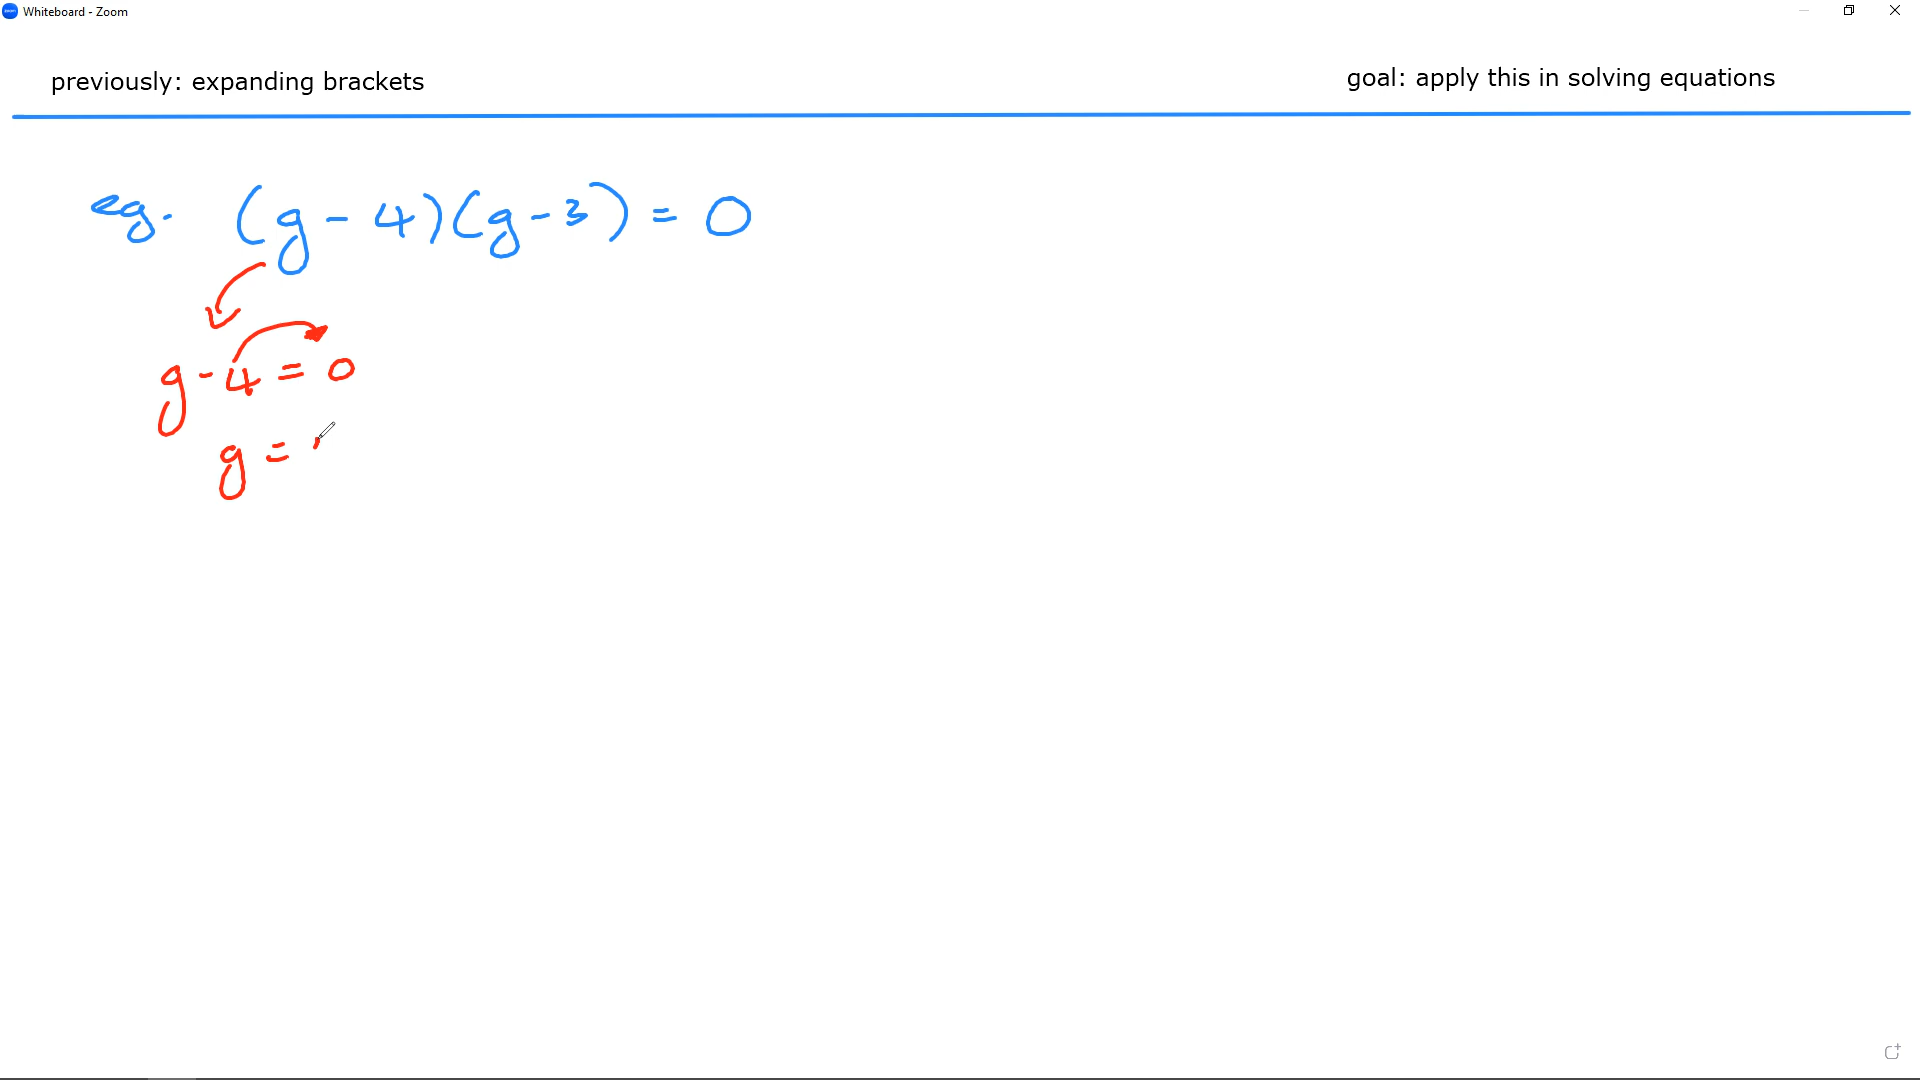 Whiteboard - Zoom
previously: expanding brackets
goal: apply this in solving equations
eg. (g - 4)(g - 3) = 0
g - 4 = 0
g =